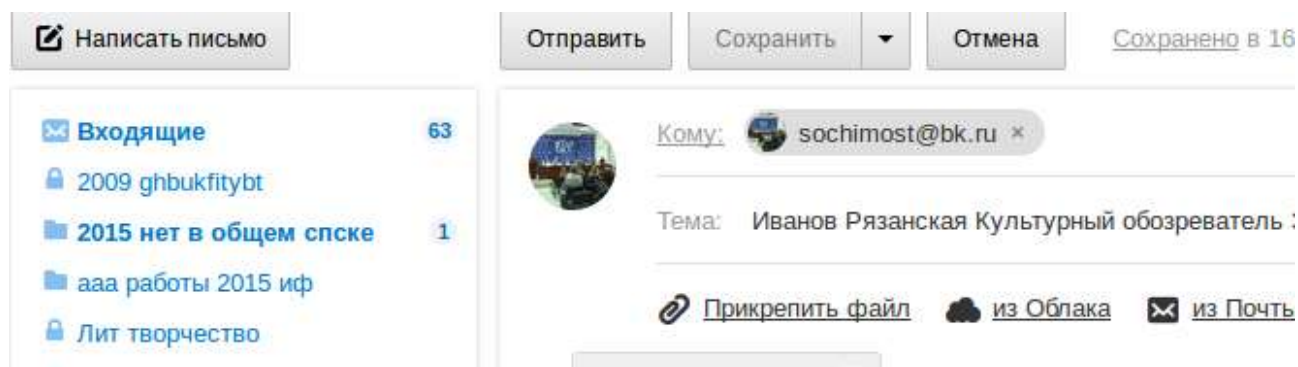 Написать письмо
Отправить Сохранить Отмена Сохранено в 16
Входящие 63
2009 ghbukfitybt
2015 нет в общем спске 1
ааа работы 2015 иф
Лит творчество
Кому: sochimost@bk.ru ×
Тема: Иванов Рязанская Культурный обозреватель
Прикрепить файл из Облака из Почты